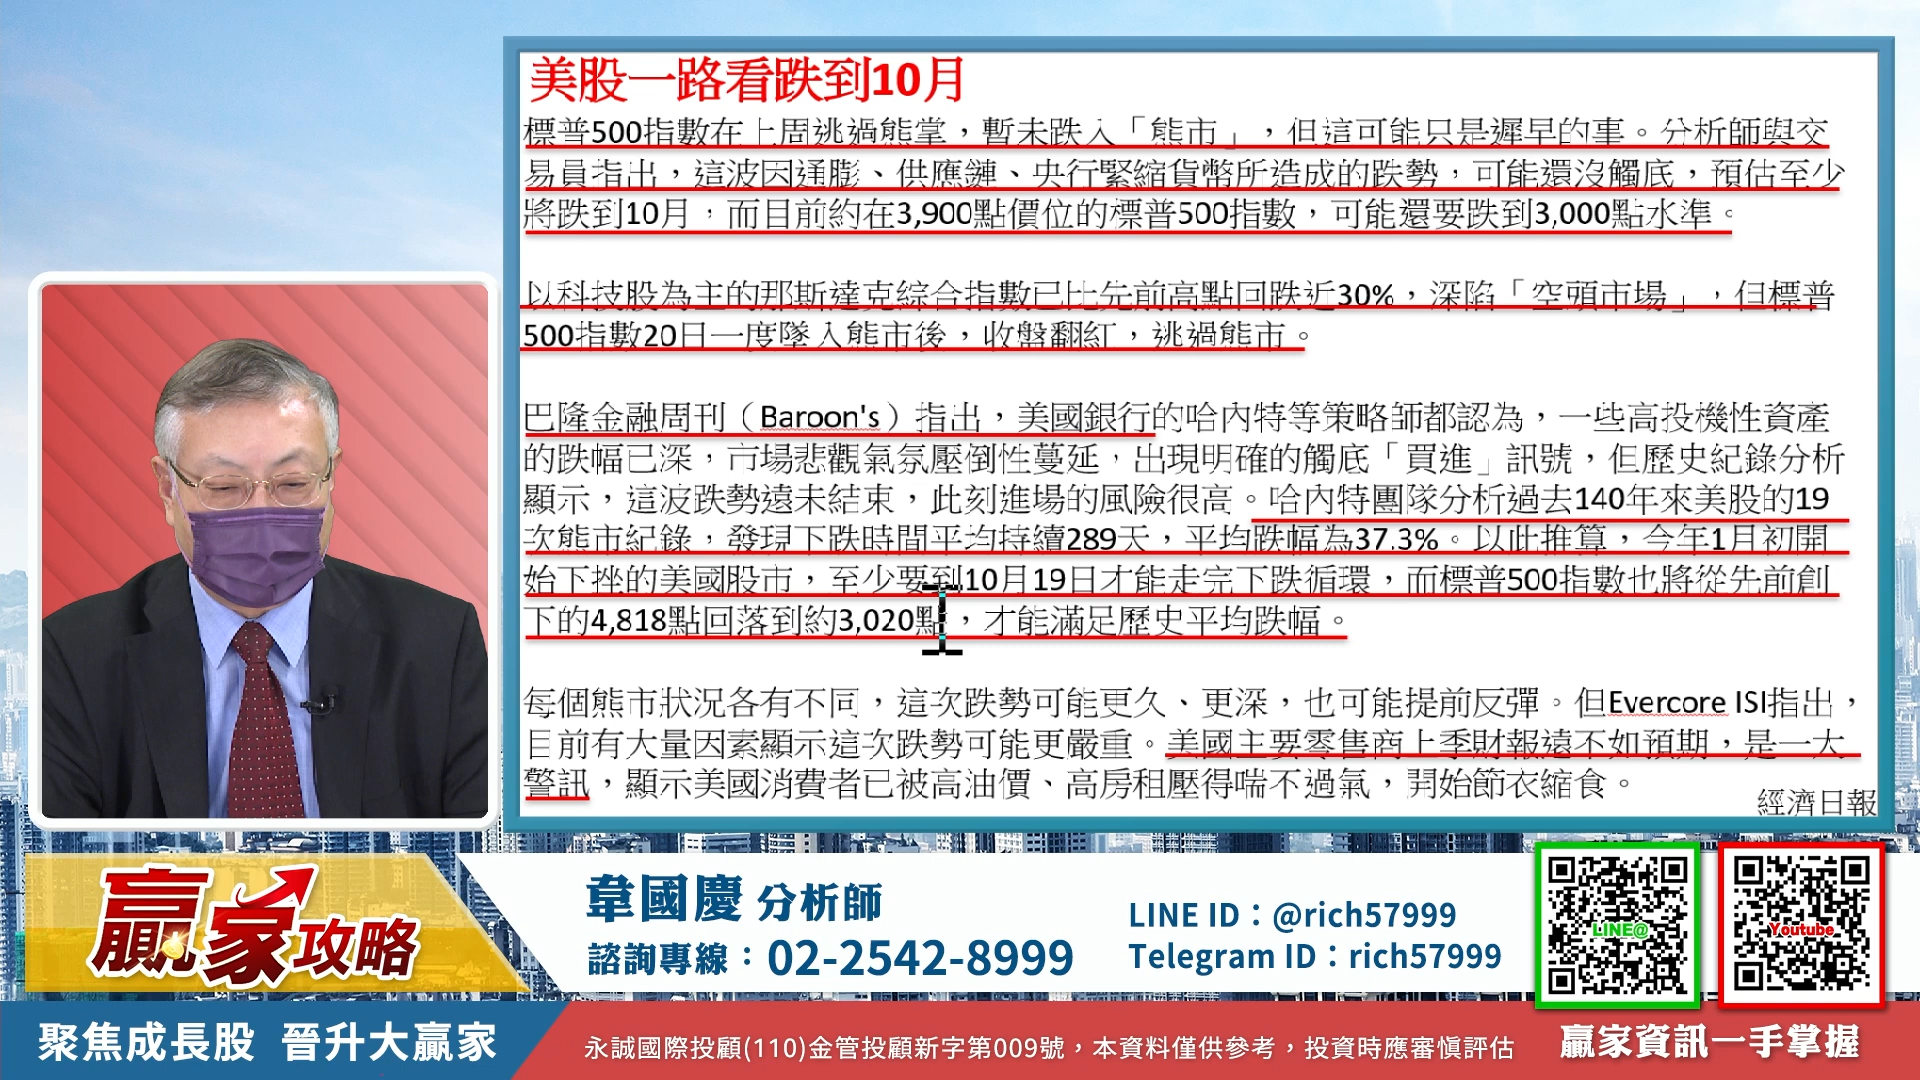 美股一路看跌到10月
標普500指數在上周逃過熊掌，暫未跌入「熊市」，但這可能只是遲早的事。分析師與交
易員指出，這波因通膨、供應鏈、央行緊縮貨幣所造成的跌勢，可能還沒觸底，預估至少
將跌到10月，而目前約在3,900點價位的標普500指數，可能還要跌到3,000點水準。
以科技股為主的那斯達克綜合指數已比先前高點回跌近30%，深陷「空頭市場」，但標普
500指數20日一度墜入熊市後，收盤翻紅，逃過熊市。
巴隆金融周刊（Baroon's）指出，美國銀行的哈內特等策略師都認為，一些高投機性資產
的跌幅已深，市場悲觀氣氛壓倒性蔓延，出現明確的觸底「買進」訊號，但歷史紀錄分析
顯示，這波跌勢遠未結束，此刻進場的風險很高。哈內特團隊分析過去140年來美股的19
次熊市紀錄，發現下跌時間平均持續289天，平均跌幅為37.3%。以此推算，今年1月初開
始下挫的美國股市，至少要到10月19日才能走完下跌循環，而標普500指數也將從先前創
下的4,818點回落到約3,020點，才能滿足歷史平均跌幅。
每個熊市狀況各有不同，這次跌勢可能更久、更深，也可能提前反彈。但Evercore ISI指出，
目前有大量因素顯示這次跌勢可能更嚴重。美國主要零售商上季財報遠不如預期，是一大
警訊，顯示美國消費者已被高油價、高房租壓得喘不過氣，開始節衣縮食。
經濟日報
贏家攻略
韋國慶 分析師
諮詢專線：02-2542-8999
LINE ID：@rich57999
Telegram ID：rich57999
LINE@
Youtube
聚焦成長股 晉升大贏家
永誠國際投顧(110)金管投顧新字第009號，本資料僅供參考，投資時應審慎評估
贏家資訊一手掌握